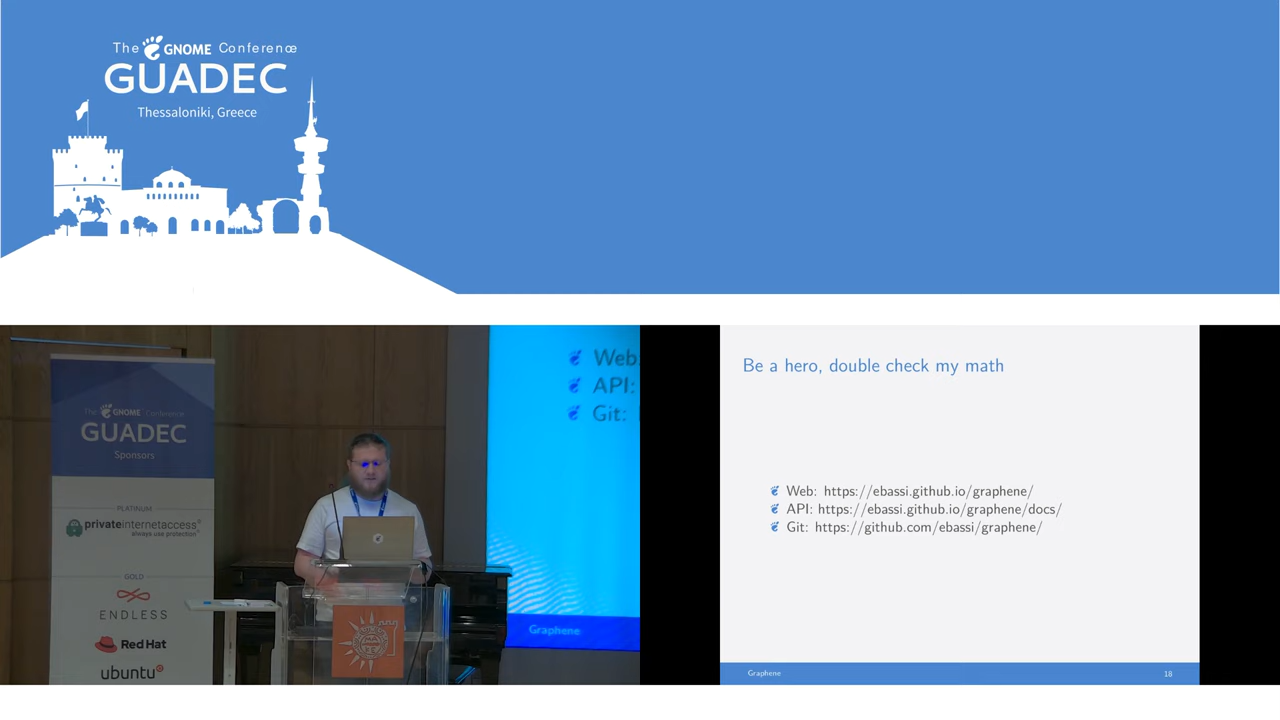 The GNOME Conference
GUADEC
Thessaloniki, Greece
The GNOME Conference
GUADEC
Sponsors
PLATINUM
privateinternetaccess®
always use protection®
GOLD
ENDLESS
Red Hat
ubuntu®
Web:
API:
Git:
Graphene
Be a hero, double check my math
Web: https://ebassi.github.io/graphene/
API: https://ebassi.github.io/graphene/docs/
Git: https://github.com/ebassi/graphene/
Graphene
18